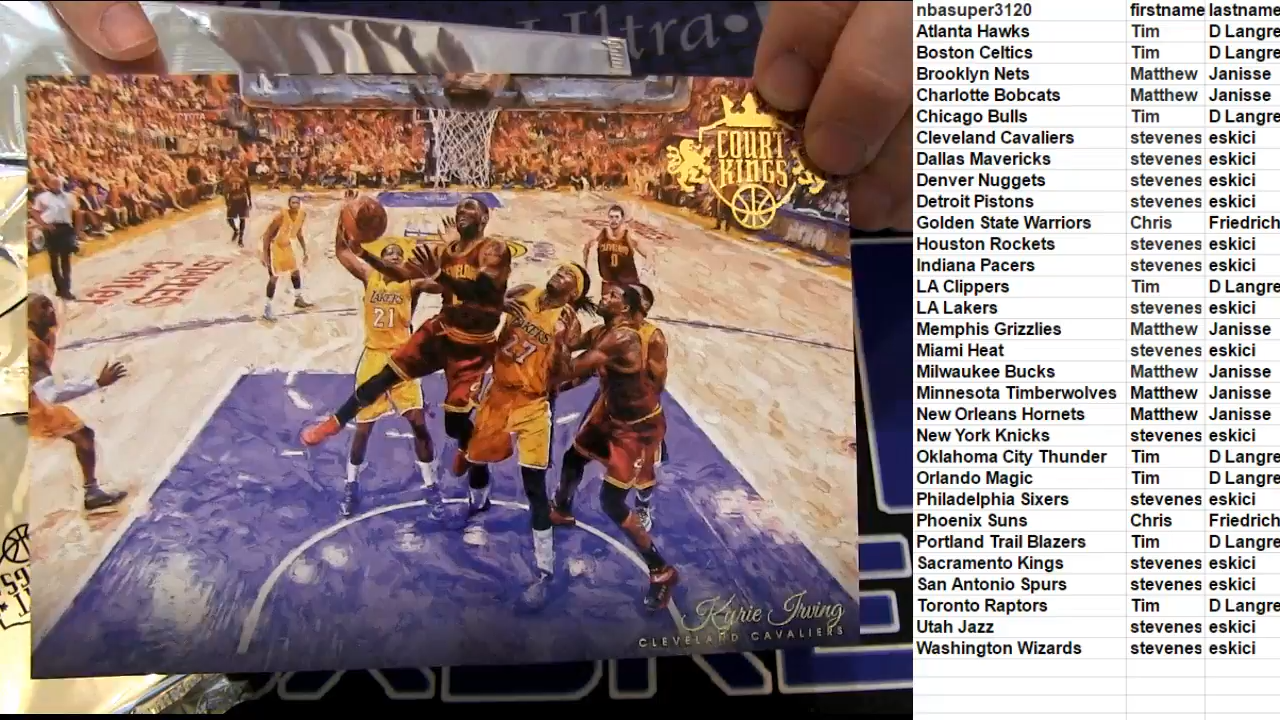 Ultra
COURT
KINGS
STAPLES
Center
LAKERS
21
LAKERS
27
0
Kyrie Irving
CLEVELAND CAVALIERS
nbasuper3120 firstname lastname
Atlanta Hawks Tim D Langre
Boston Celtics Tim D Langre
Brooklyn Nets Matthew Janisse
Charlotte Bobcats Matthew Janisse
Chicago Bulls Tim D Langre
Cleveland Cavaliers stevenes eskici
Dallas Mavericks stevenes eskici
Denver Nuggets stevenes eskici
Detroit Pistons stevenes eskici
Golden State Warriors Chris Friedrich
Houston Rockets stevenes eskici
Indiana Pacers stevenes eskici
LA Clippers Tim D Langre
LA Lakers stevenes eskici
Memphis Grizzlies Matthew Janisse
Miami Heat stevenes eskici
Milwaukee Bucks Matthew Janisse
Minnesota Timberwolves Matthew Janisse
New Orleans Hornets Matthew Janisse
New York Knicks stevenes eskici
Oklahoma City Thunder Tim D Langre
Orlando Magic Tim D Langre
Philadelphia Sixers stevenes eskici
Phoenix Suns Chris Friedrich
Portland Trail Blazers Tim D Langre
Sacramento Kings stevenes eskici
San Antonio Spurs stevenes eskici
Toronto Raptors Tim D Langre
Utah Jazz stevenes eskici
Washington Wizards stevenes eskici